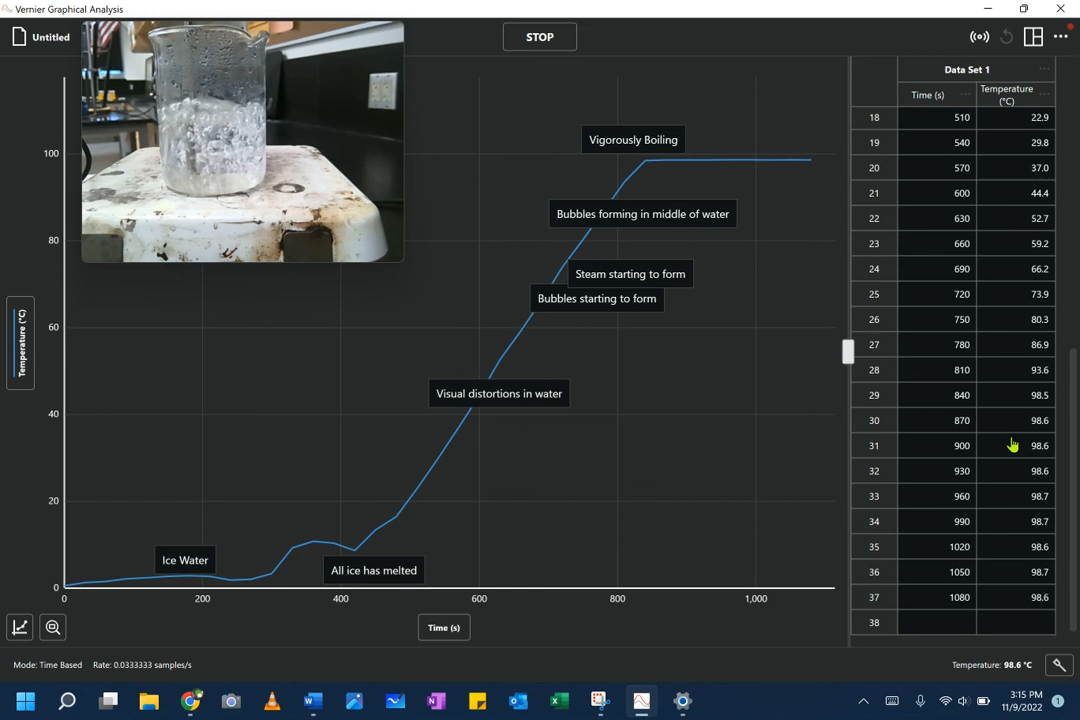 Vernier Graphical Analysis
Untitled
STOP
Data Set 1
Time (s) Temperature (°C)
18 510 22.9
19 540 29.8
20 570 37.0
21 600 44.4
22 630 52.7
23 660 59.2
24 690 66.2
25 720 73.9
26 750 80.3
27 780 86.9
28 810 93.6
29 840 98.5
30 870 98.6
31 900 98.6
32 930 98.6
33 960 98.7
34 990 98.7
35 1020 98.6
36 1050 98.7
37 1080 98.6
38
100
80
60
40
20
0
Temperature (°C)
Vigorously Boiling
Bubbles forming in middle of water
Steam starting to form
Bubbles starting to form
Visual distortions in water
Ice Water
All ice has melted
0 200 400 600 800 1,000
Time (s)
Mode: Time Based Rate: 0.0333333 samples/s
Temperature: 98.6 °C
3:15 PM
11/9/2022
1